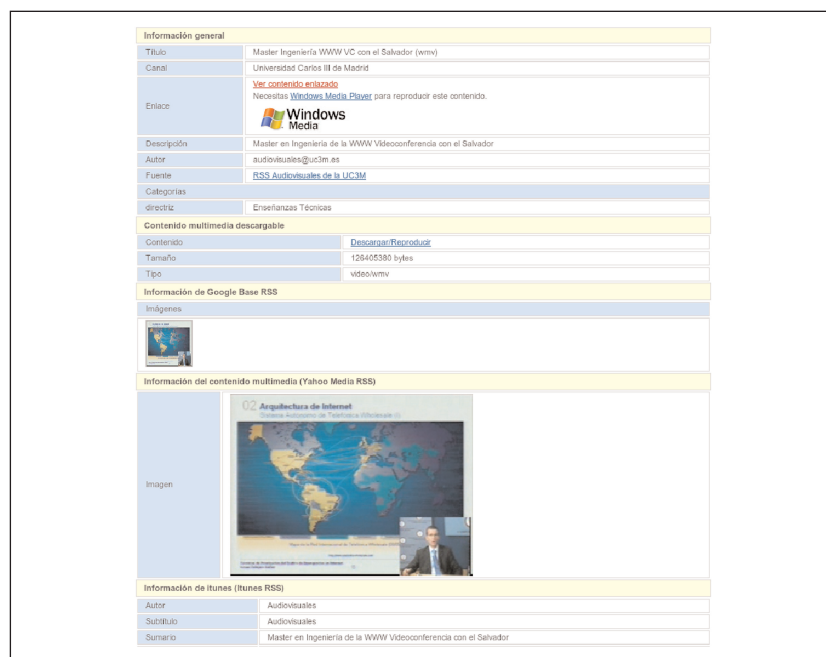 Información general
Título Master Ingeniería WWW VC con el Salvador (wmv)
Canal Universidad Carlos III de Madrid
Enlace
Ver contenido enlazado
Necesitas Windows Media Player para reproducir este contenido.
Windows
Media
Descripción Master en Ingeniería de la WWW Videoconferencia con el Salvador
Autor audiovisuales@uc3m.es
Fuente RSS Audiovisuales de la UC3M
Categorías
directriz Enseñanzas Técnicas
Contenido multimedia descargable
Contenido Descargar/Reproducir
Tamaño 126405380 bytes
Tipo video/wmv
Información de Google Base RSS
Imágenes
Información del contenido multimedia (Yahoo Media RSS)
Imagen
02 Arquitectura de Internet
Información de Itunes (Itunes RSS)
Autor Audiovisuales
Subtítulo Audiovisuales
Sumario Master en Ingeniería de la WWW Videoconferencia con el Salvador